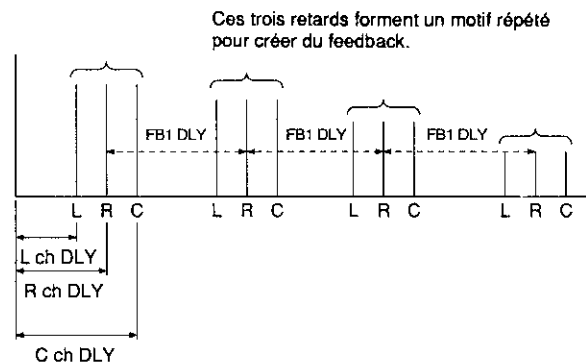 Ces trois retards forment un motif répété
pour créer du feedback.
FB1 DLY FB1 DLY FB1 DLY
L R C L R C L R C L R C
L ch DLY
R ch DLY
C ch DLY